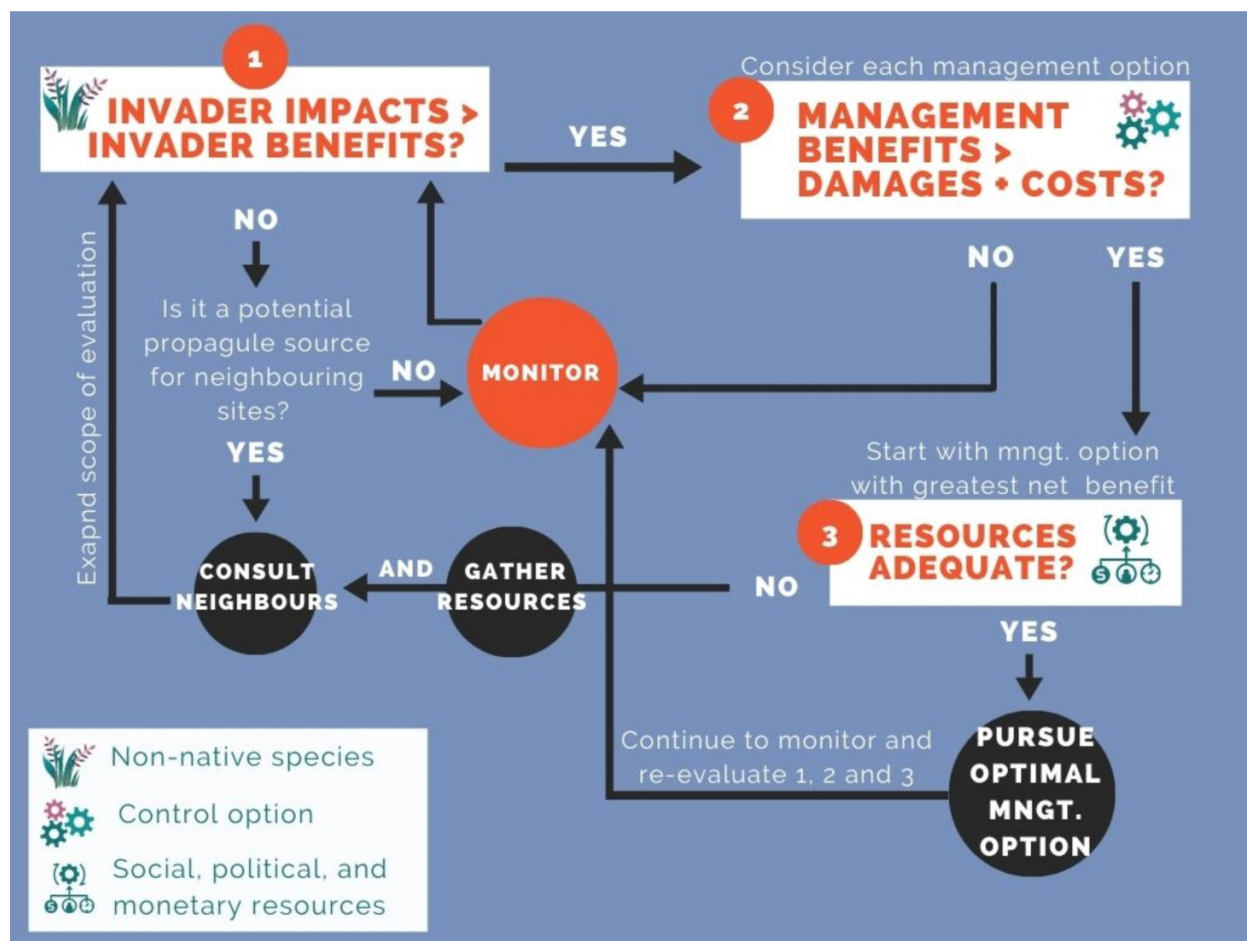 1
INVADER IMPACTS >
INVADER BENEFITS?
YES
Consider each management option
2
MANAGEMENT
BENEFITS >
DAMAGES + COSTS?
NO
Is it a potential
propagule source
for neighbouring
sites?
NO
MONITOR
NO
YES
Exapnd scope of evaluation
YES
Start with mngt. option
with greatest net benefit
3
RESOURCES
ADEQUATE?
CONSULT
NEIGHBOURS
AND
GATHER
RESOURCES
NO
YES
Continue to monitor and
re-evaluate 1, 2 and 3
PURSUE
OPTIMAL
MNGT.
OPTION
Non-native species
Control option
Social, political, and
monetary resources